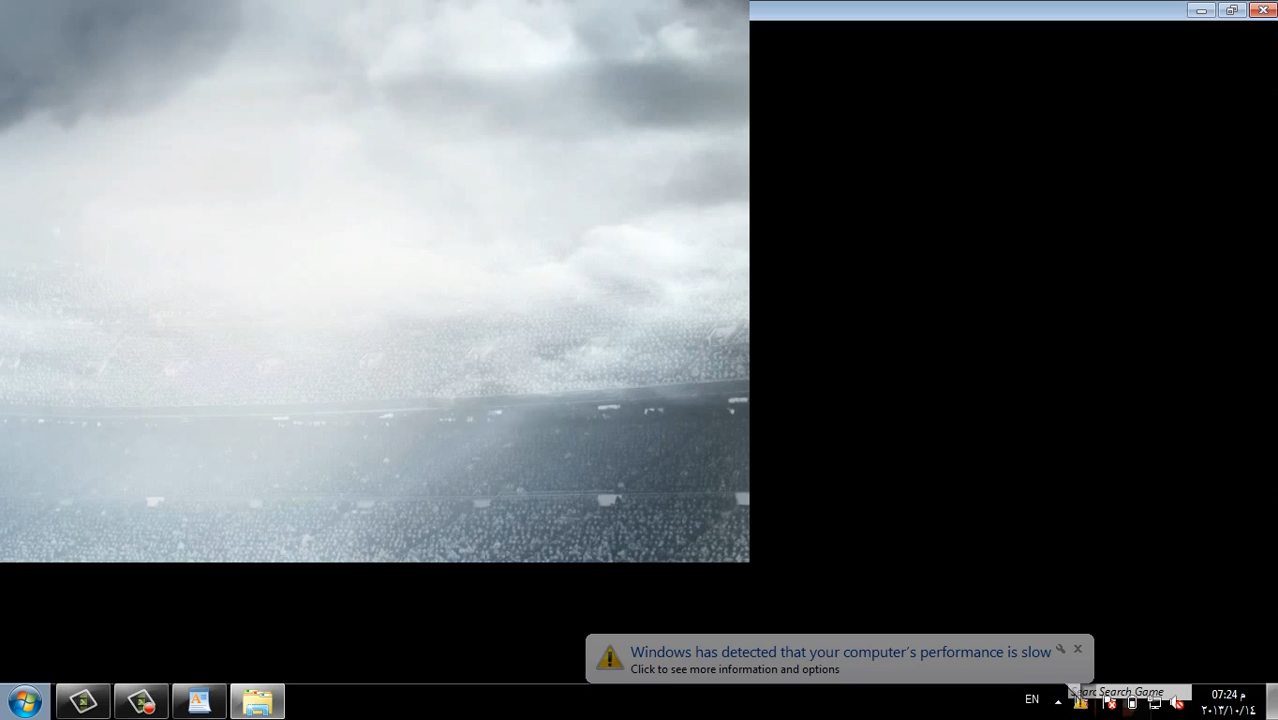 Windows has detected that your computer's performance is slow
Click to see more information and options
EN
Search Game
07:24 م
٢٠١٣/١٠/١٤